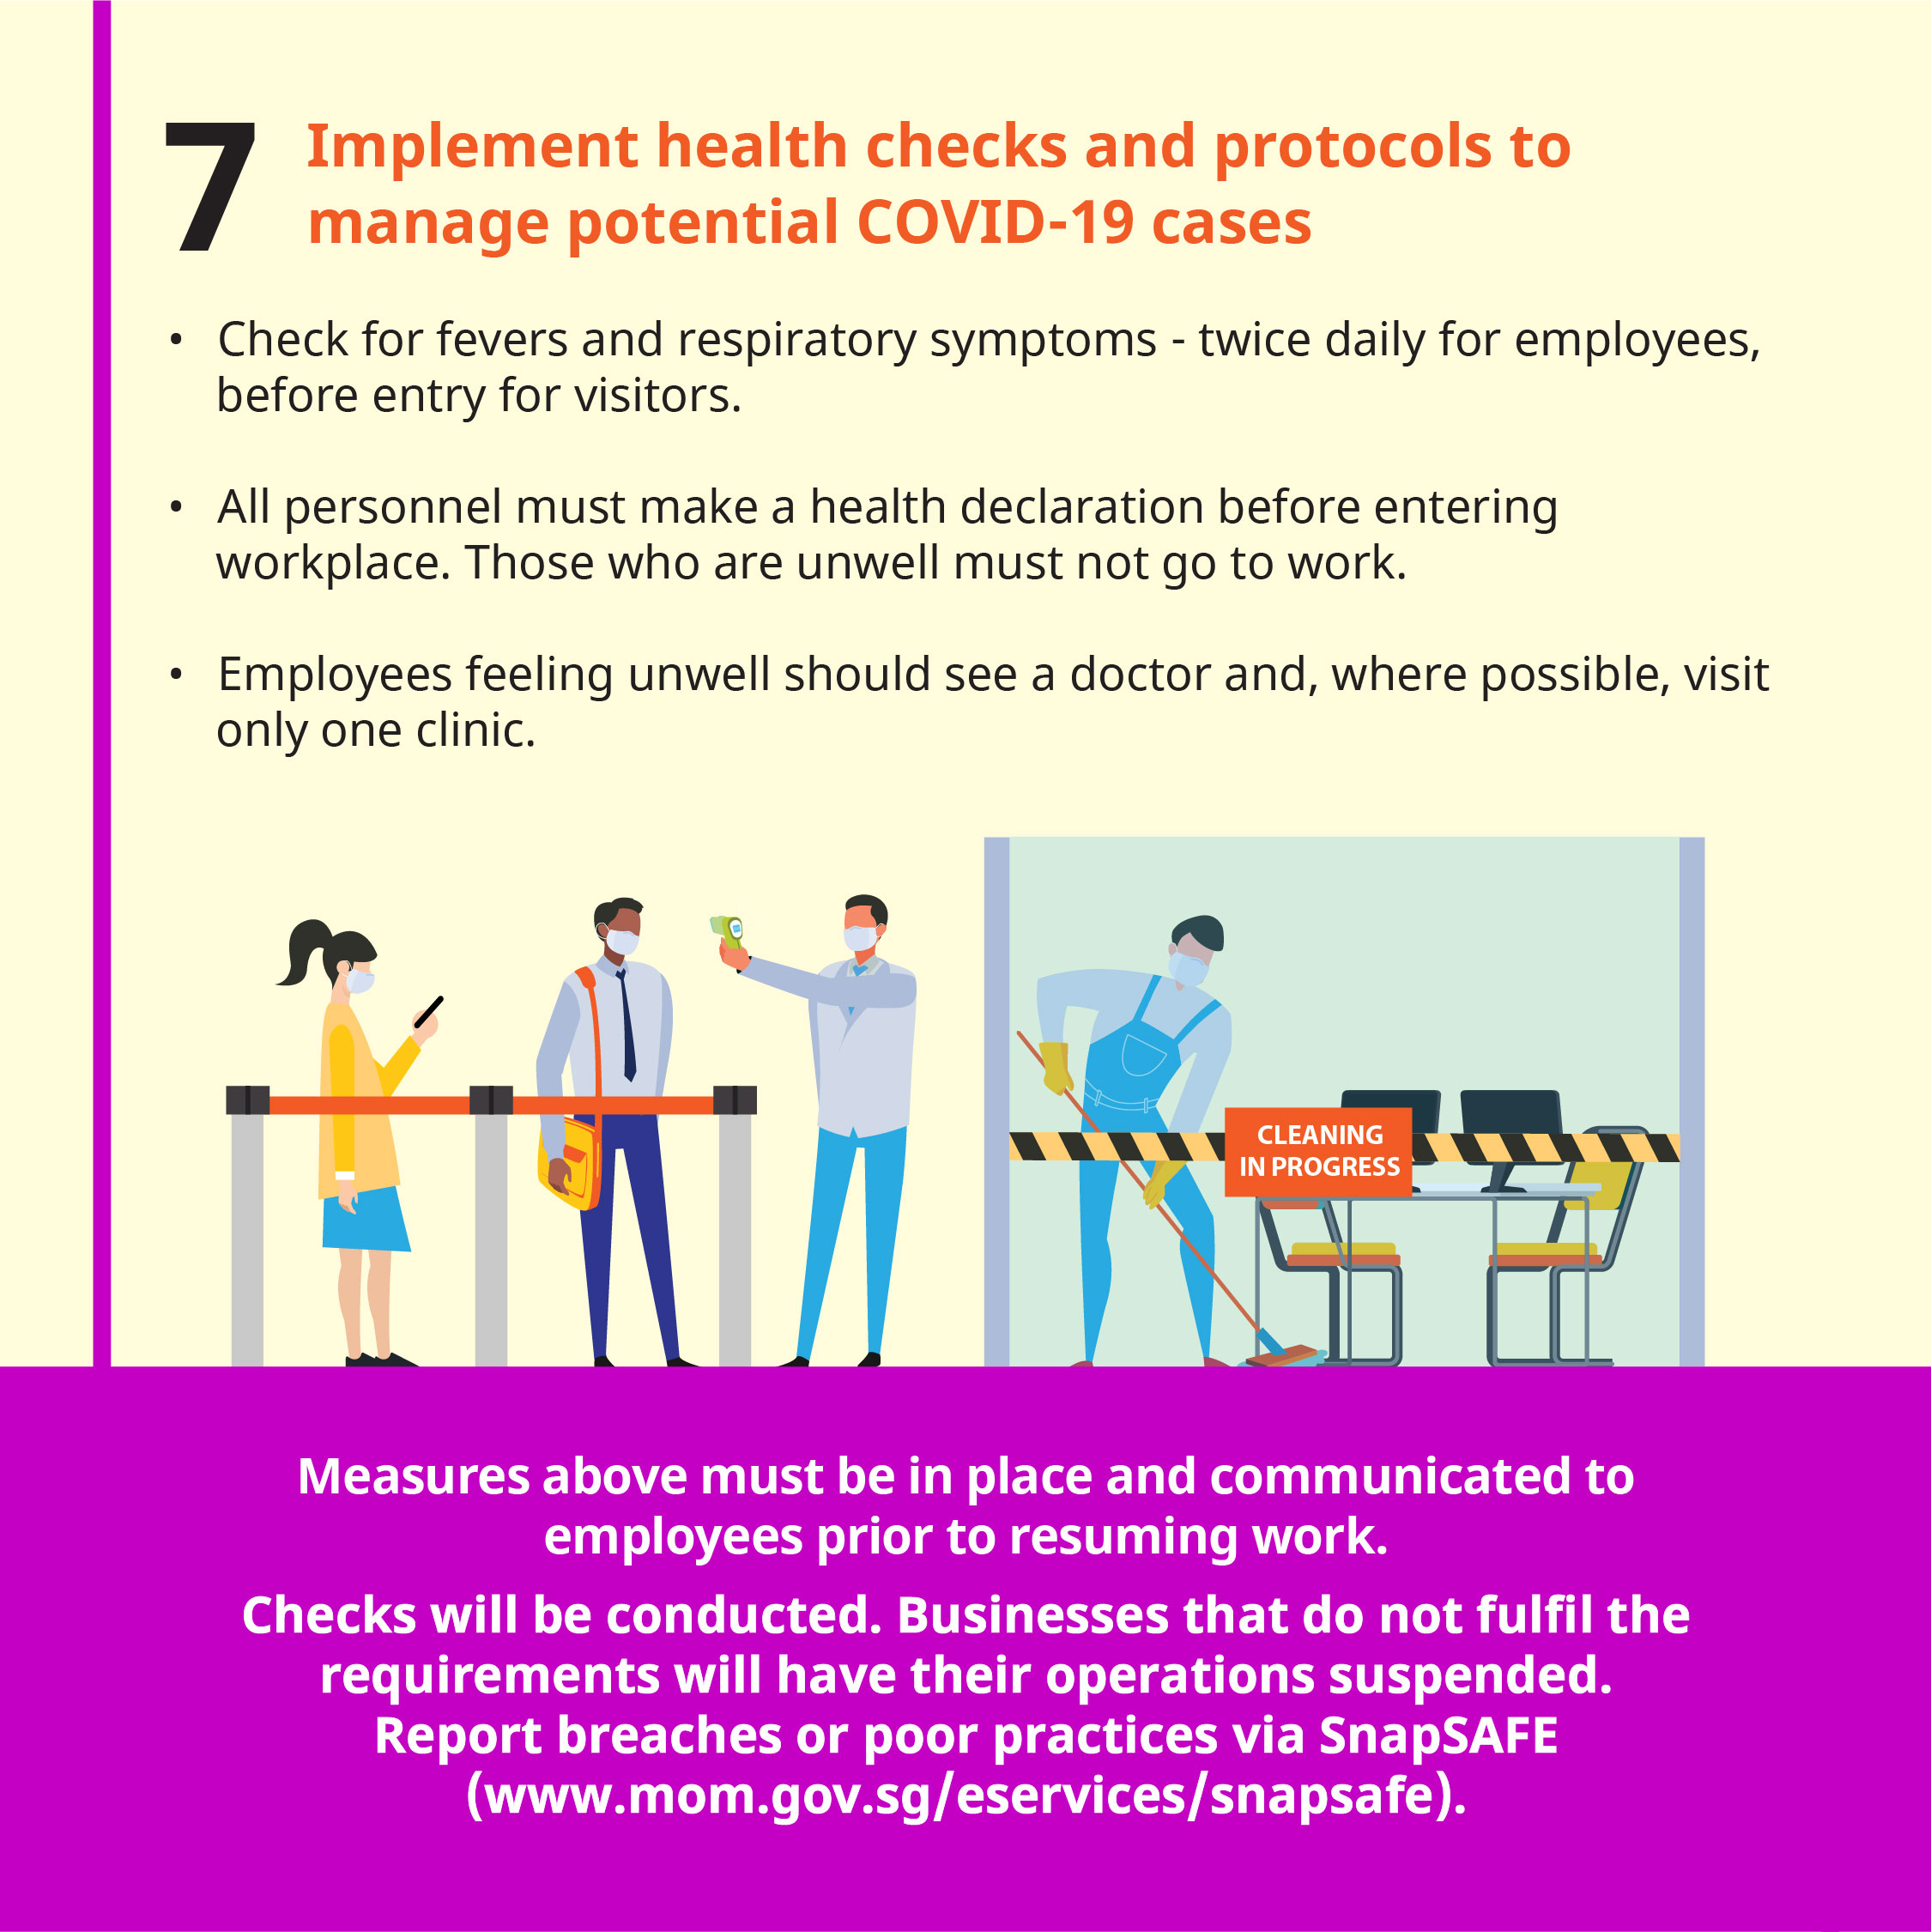 7
Implement health checks and protocols to
manage potential COVID-19 cases
• Check for fevers and respiratory symptoms - twice daily for employees,
before entry for visitors.
• All personnel must make a health declaration before entering
workplace. Those who are unwell must not go to work.
• Employees feeling unwell should see a doctor and, where possible, visit
only one clinic.
CLEANING
IN PROGRESS
Measures above must be in place and communicated to
employees prior to resuming work.
Checks will be conducted. Businesses that do not fulfil the
requirements will have their operations suspended.
Report breaches or poor practices via SnapSAFE
(www.mom.gov.sg/eservices/snapsafe).